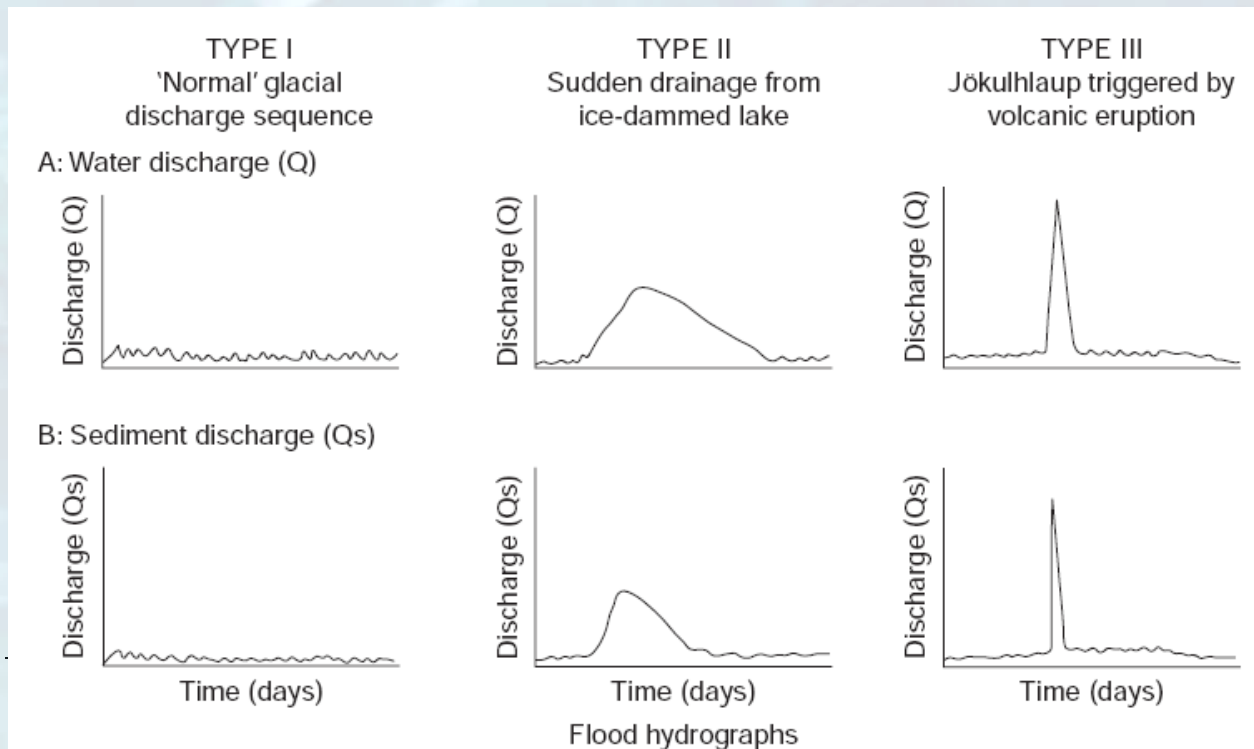 TYPE I
'Normal' glacial
discharge sequence
TYPE II
Sudden drainage from
ice-dammed lake
TYPE III
Jökulhlaup triggered by
volcanic eruption
A: Water discharge (Q)
Discharge (Q)
Discharge (Q)
Discharge (Q)
B: Sediment discharge (Qs)
Discharge (Qs)
Discharge (Qs)
Discharge (Qs)
Time (days)
Time (days)
Time (days)
Flood hydrographs